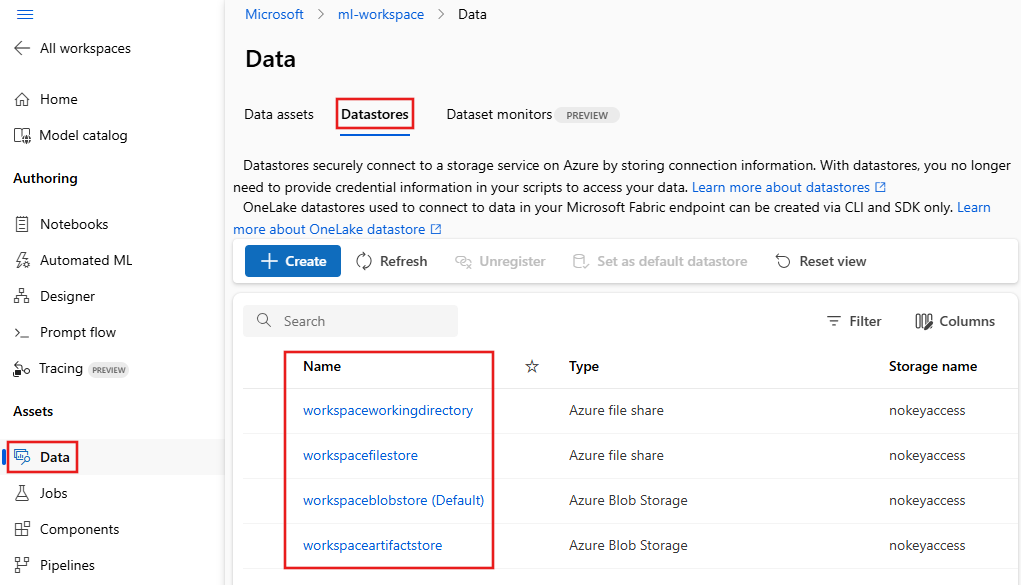 All workspaces
Home
Model catalog
Authoring
Notebooks
Automated ML
Designer
Prompt flow
Tracing PREVIEW
Assets
Data
Jobs
Components
Pipelines
Microsoft > ml-workspace > Data
Data
Data assets Datastores Dataset monitors PREVIEW
Datastores securely connect to a storage service on Azure by storing connection information. With datastores, you no longer
need to provide credential information in your scripts to access your data. Learn more about datastores
OneLake datastores used to connect to data in your Microsoft Fabric endpoint can be created via CLI and SDK only. Learn
more about OneLake datastore
Create Refresh Unregister Set as default datastore Reset view
Search Filter Columns
Name Type Storage name
workspaceworkingdirectory Azure file share nokeyaccess
workspacefilestore Azure file share nokeyaccess
workspaceblobstore (Default) Azure Blob Storage nokeyaccess
workspaceartifactstore Azure Blob Storage nokeyaccess